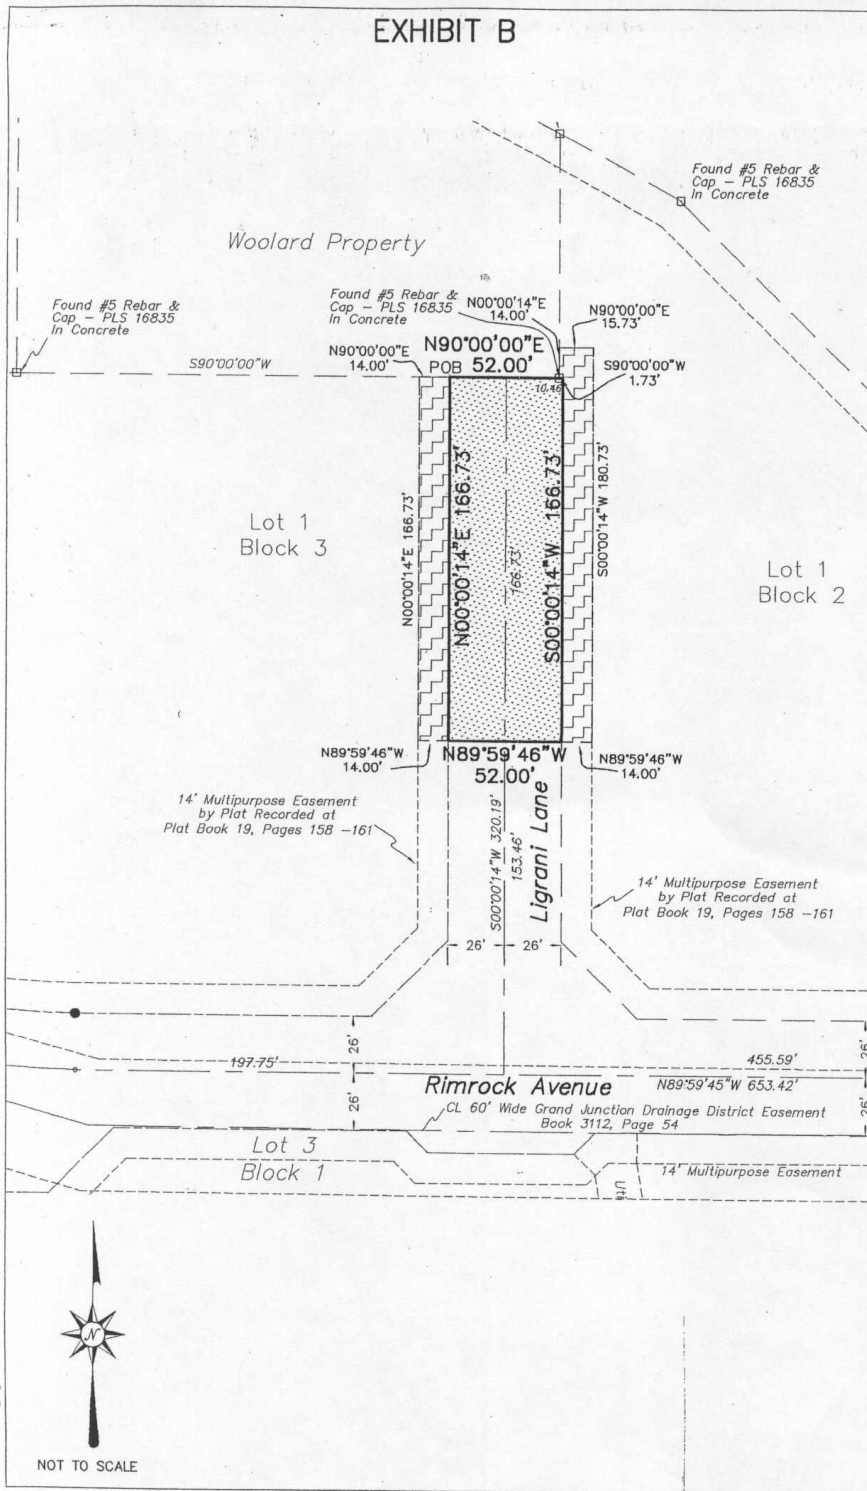 EXHIBIT B
Found #5 Rebar &
Cap – PLS 16835
In Concrete
Woolard Property
Found #5 Rebar &
Cap – PLS 16835
In Concrete
Found #5 Rebar &
Cap – PLS 16835
In Concrete
N00°00'14"E
14.00'
N90°00'00"E
15.73'
S90°00'00"W
N90°00'00"E
14.00'
POB
N90°00'00"E
52.00'
S90°00'00"W
1.73'
10.46'
Lot 1
Block 3
N00°00'14"E 166.73'
N00°00'14"E 166.73'
166.73'
S00°00'14"W 166.73'
S00°00'14"W 180.73'
Lot 1
Block 2
N89°59'46"W
14.00'
N89°59'46"W
52.00'
N89°59'46"W
14.00'
14' Multipurpose Easement
by Plat Recorded at
Plat Book 19, Pages 158 –161
S00°00'14"W 320.19'
153.46'
Ligrani Lane
14' Multipurpose Easement
by Plat Recorded at
Plat Book 19, Pages 158 –161
26' 26'
26'
26'
197.75'
455.59'
Rimrock Avenue
N89°59'45"W 653.42'
26'
26'
CL 60' Wide Grand Junction Drainage District Easement
Book 3112, Page 54
Lot 3
Block 1
14' Multipurpose Easement
Uti
N
NOT TO SCALE